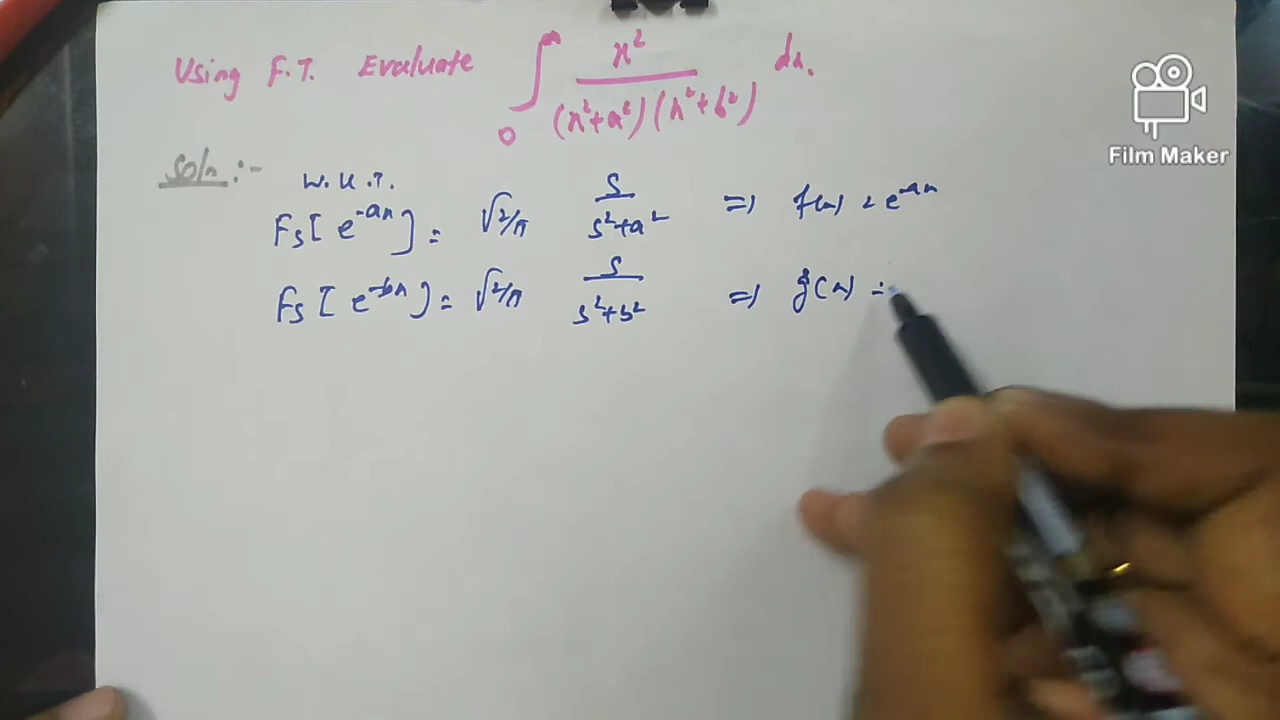 Using F.T. Evaluate ∫₀^∞ x²/((x²+a²)(x²+b²)) dx.
Film Maker
Soln:-
W.K.T.
Fs[e^-ax] = √2/π s/(s²+a²) => f(x) = e^-ax
Fs[e^-bx] = √2/π s/(s²+b²) => g(x) =